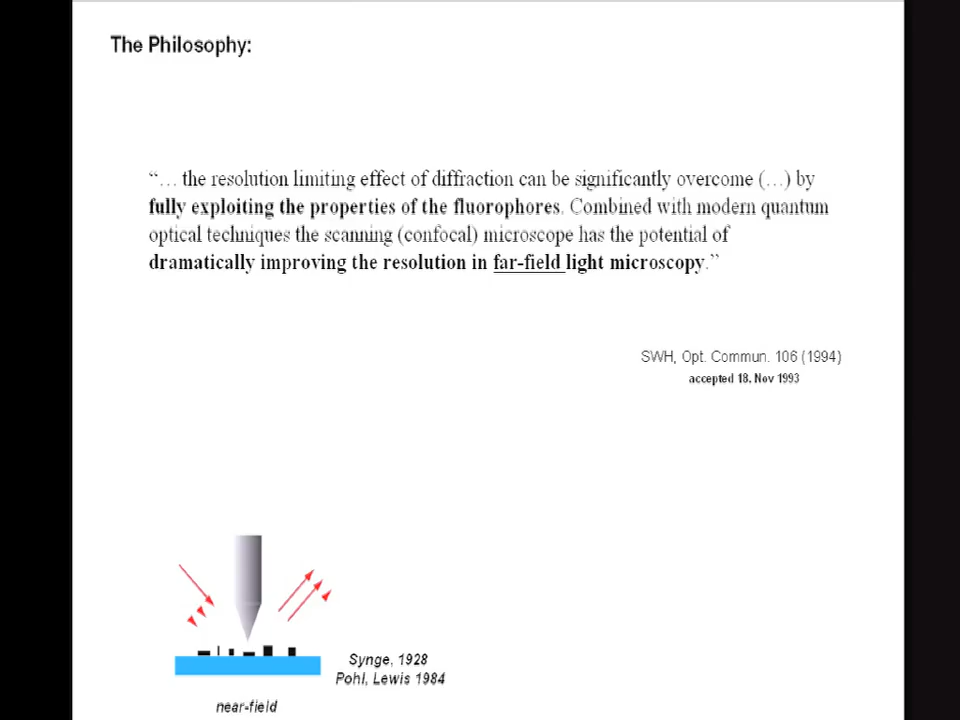 The Philosophy:
“… the resolution limiting effect of diffraction can be significantly overcome (…) by
fully exploiting the properties of the fluorophores. Combined with modern quantum
optical techniques the scanning (confocal) microscope has the potential of
dramatically improving the resolution in far-field light microscopy.”
SWH, Opt. Commun. 106 (1994)
accepted 18. Nov 1993
Synge, 1928
Pohl, Lewis 1984
near-field